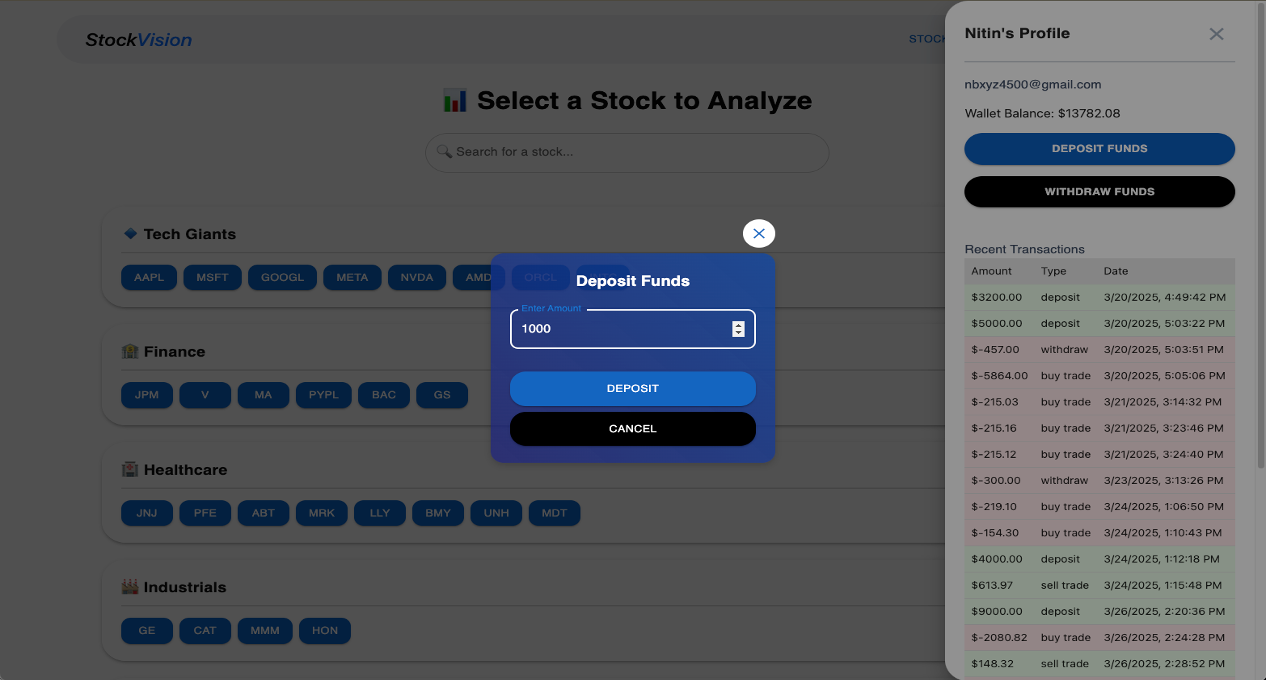 StockVision
STOCK
Select a Stock to Analyze
Search for a stock...
Tech Giants
AAPL MSFT GOOGL META NVDA AMD ORCL
Finance
JPM V MA PYPL BAC GS
Healthcare
JNJ PFE ABT MRK LLY BMY UNH MDT
Industrials
GE CAT MMM HON
Deposit Funds
Enter Amount
1000
DEPOSIT
CANCEL
Nitin's Profile
nbxyz4500@gmail.com
Wallet Balance: $13782.08
DEPOSIT FUNDS
WITHDRAW FUNDS
Recent Transactions
Amount Type Date
$3200.00 deposit 3/20/2025, 4:49:42 PM
$5000.00 deposit 3/20/2025, 5:03:22 PM
$-457.00 withdraw 3/20/2025, 5:03:51 PM
$-5864.00 buy trade 3/20/2025, 5:05:06 PM
$-215.03 buy trade 3/21/2025, 3:14:32 PM
$-215.16 buy trade 3/21/2025, 3:23:46 PM
$-215.12 buy trade 3/21/2025, 3:24:40 PM
$-300.00 withdraw 3/23/2025, 3:13:26 PM
$-219.10 buy trade 3/24/2025, 1:06:50 PM
$-154.30 buy trade 3/24/2025, 1:10:43 PM
$4000.00 deposit 3/24/2025, 1:12:18 PM
$613.97 sell trade 3/24/2025, 1:15:48 PM
$9000.00 deposit 3/26/2025, 2:20:36 PM
$-2080.82 buy trade 3/26/2025, 2:24:28 PM
$148.32 sell trade 3/26/2025, 2:28:52 PM